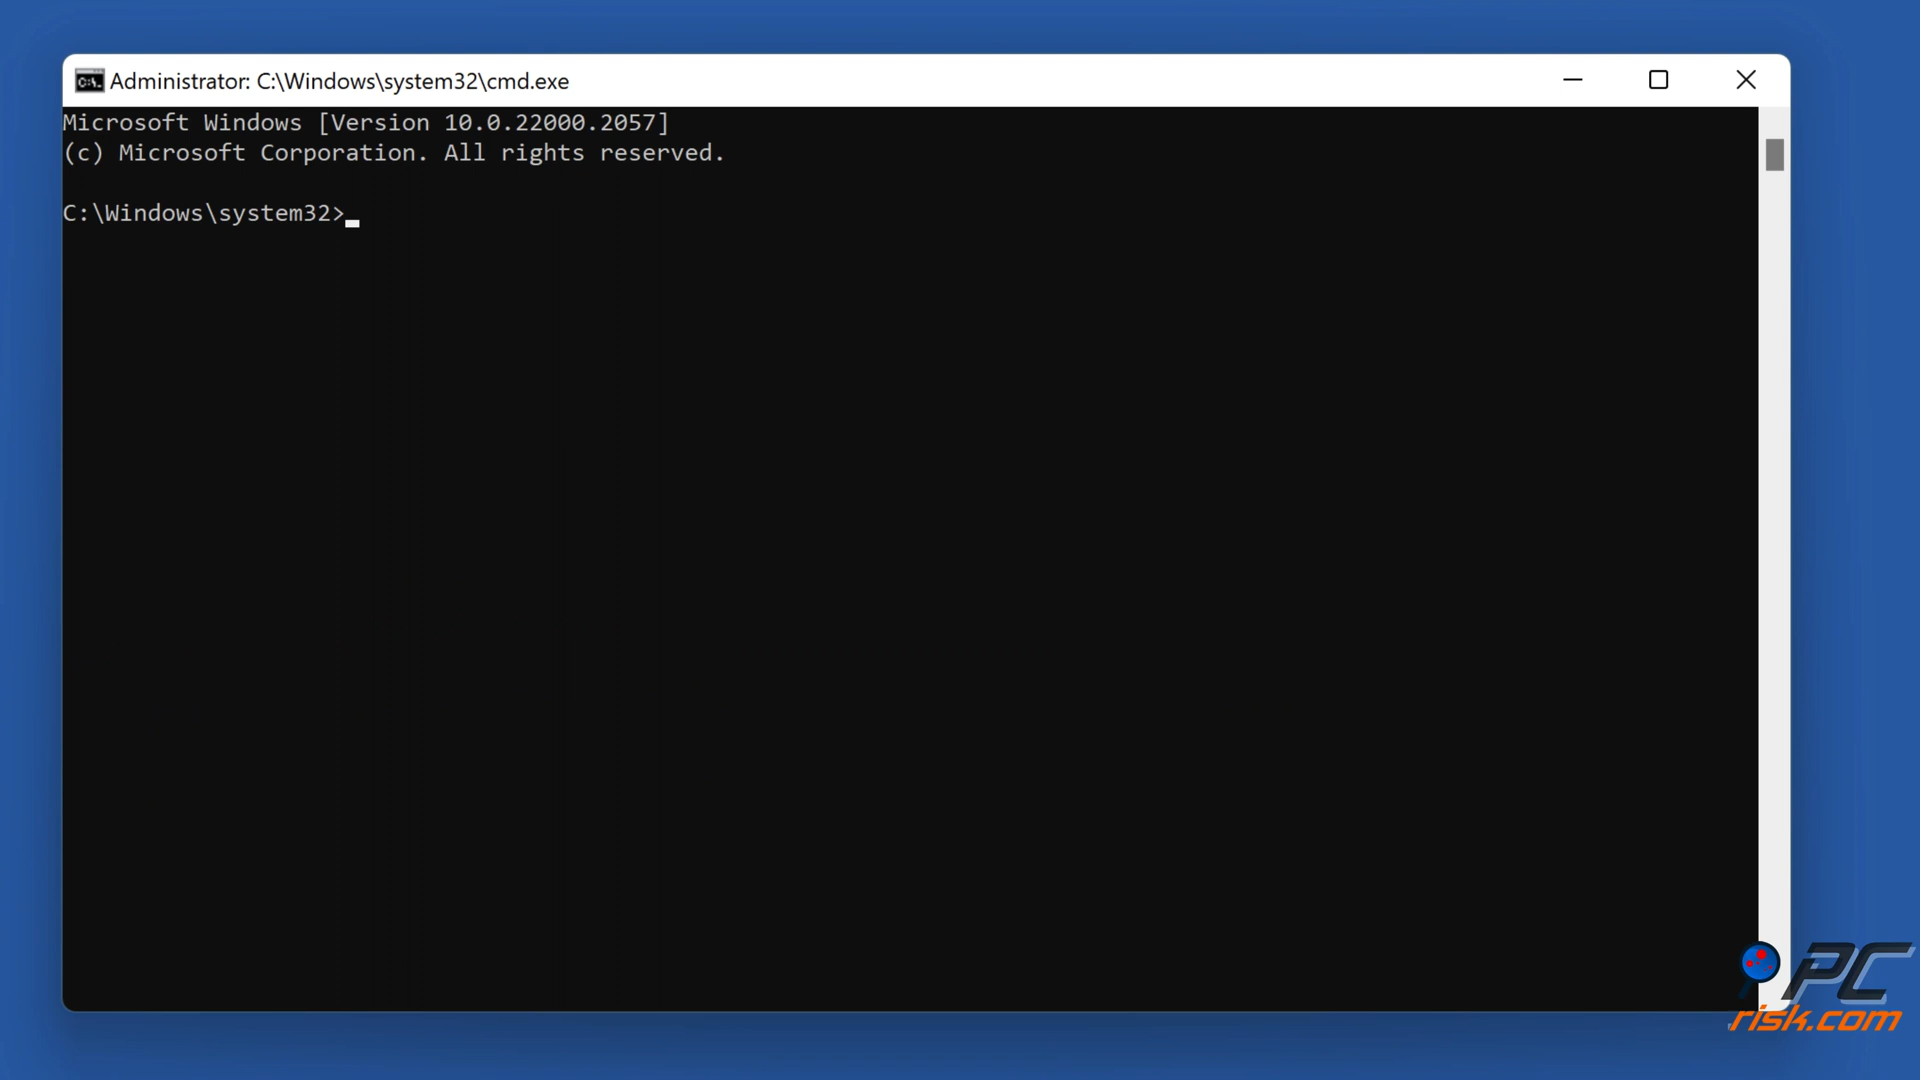 Administrator: C:\Windows\system32\cmd.exe
Microsoft Windows [Version 10.0.22000.2057]
(c) Microsoft Corporation. All rights reserved.
C:\Windows\system32>
PC
risk.com